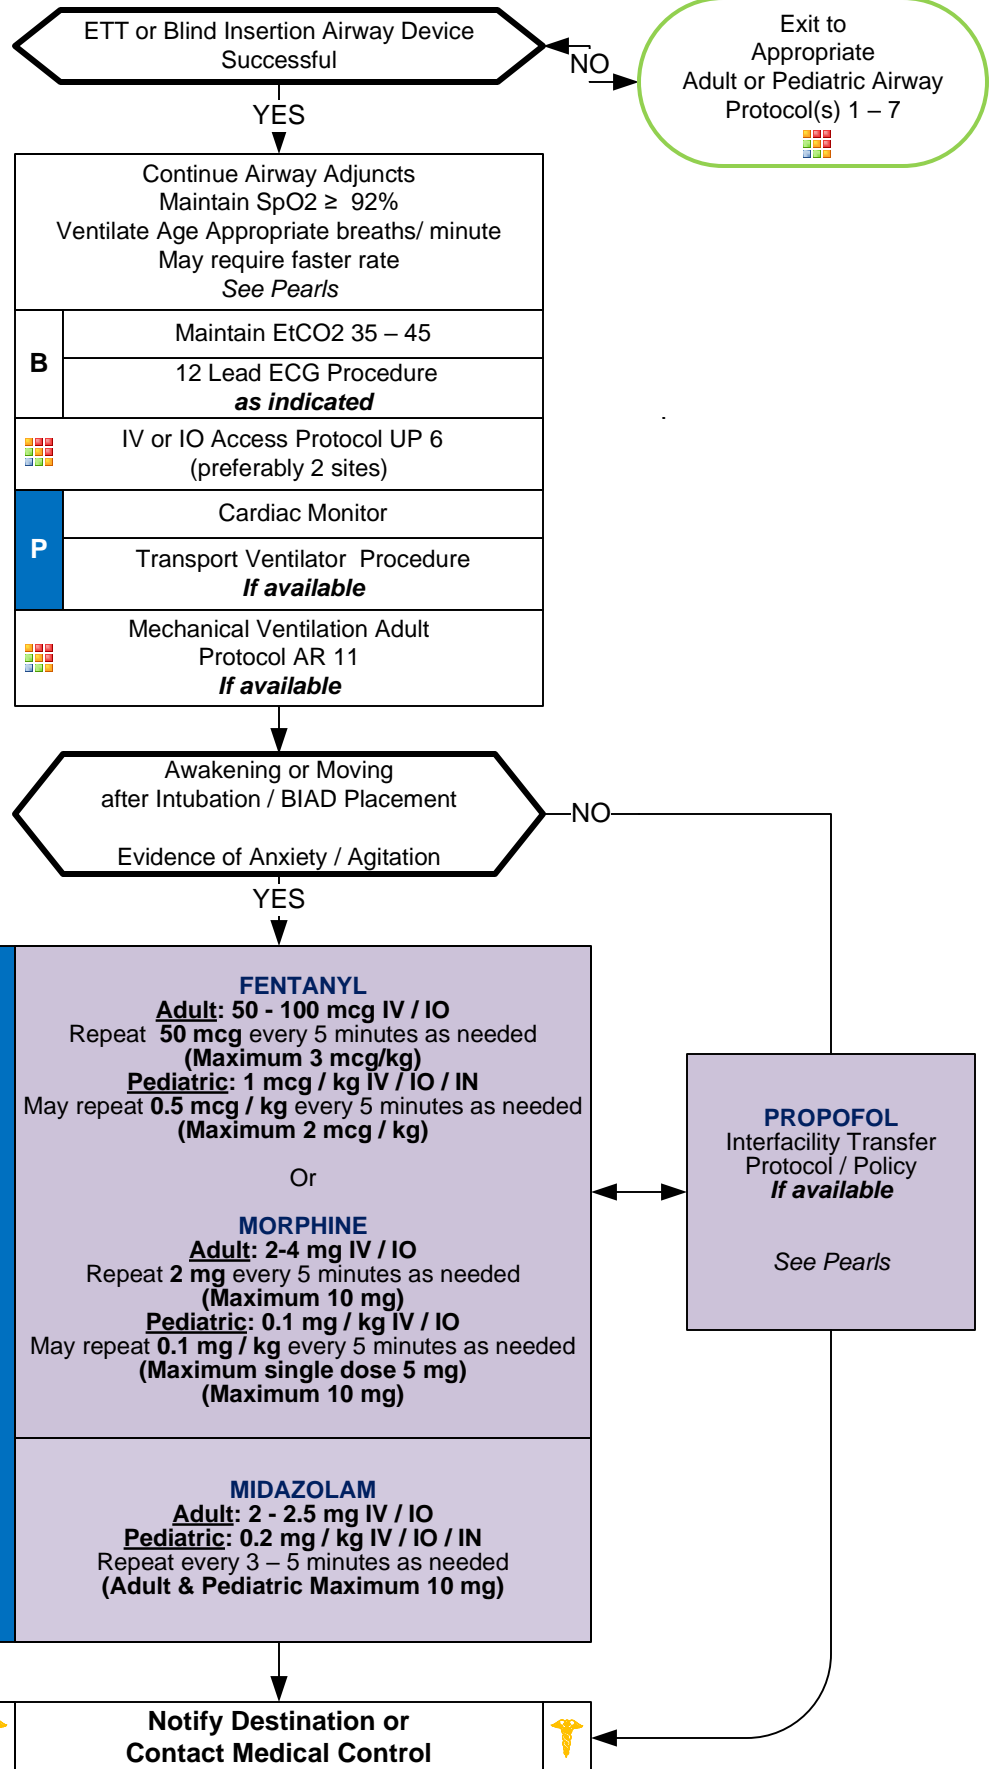 ETT or Blind Insertion Airway Device
Successful
NO
Exit to
Appropriate
Adult or Pediatric Airway
Protocol(s) 1 – 7
YES
Continue Airway Adjuncts
Maintain SpO2 ≥ 92%
Ventilate Age Appropriate breaths/ minute
May require faster rate
See Pearls
B
Maintain EtCO2 35 – 45
12 Lead ECG Procedure
as indicated
IV or IO Access Protocol UP 6
(preferably 2 sites)
P
Cardiac Monitor
Transport Ventilator Procedure
If available
Mechanical Ventilation Adult
Protocol AR 11
If available
Awakening or Moving
after Intubation / BIAD Placement
Evidence of Anxiety / Agitation
NO
YES
FENTANYL
Adult: 50 - 100 mcg IV / IO
Repeat 50 mcg every 5 minutes as needed
(Maximum 3 mcg/kg)
Pediatric: 1 mcg / kg IV / IO / IN
May repeat 0.5 mcg / kg every 5 minutes as needed
(Maximum 2 mcg / kg)
Or
MORPHINE
Adult: 2-4 mg IV / IO
Repeat 2 mg every 5 minutes as needed
(Maximum 10 mg)
Pediatric: 0.1 mg / kg IV / IO
May repeat 0.1 mg / kg every 5 minutes as needed
(Maximum single dose 5 mg)
(Maximum 10 mg)
PROPOFOL
Interfacility Transfer
Protocol / Policy
If available
See Pearls
MIDAZOLAM
Adult: 2 - 2.5 mg IV / IO
Pediatric: 0.2 mg / kg IV / IO / IN
Repeat every 3 – 5 minutes as needed
(Adult & Pediatric Maximum 10 mg)
Notify Destination or
Contact Medical Control